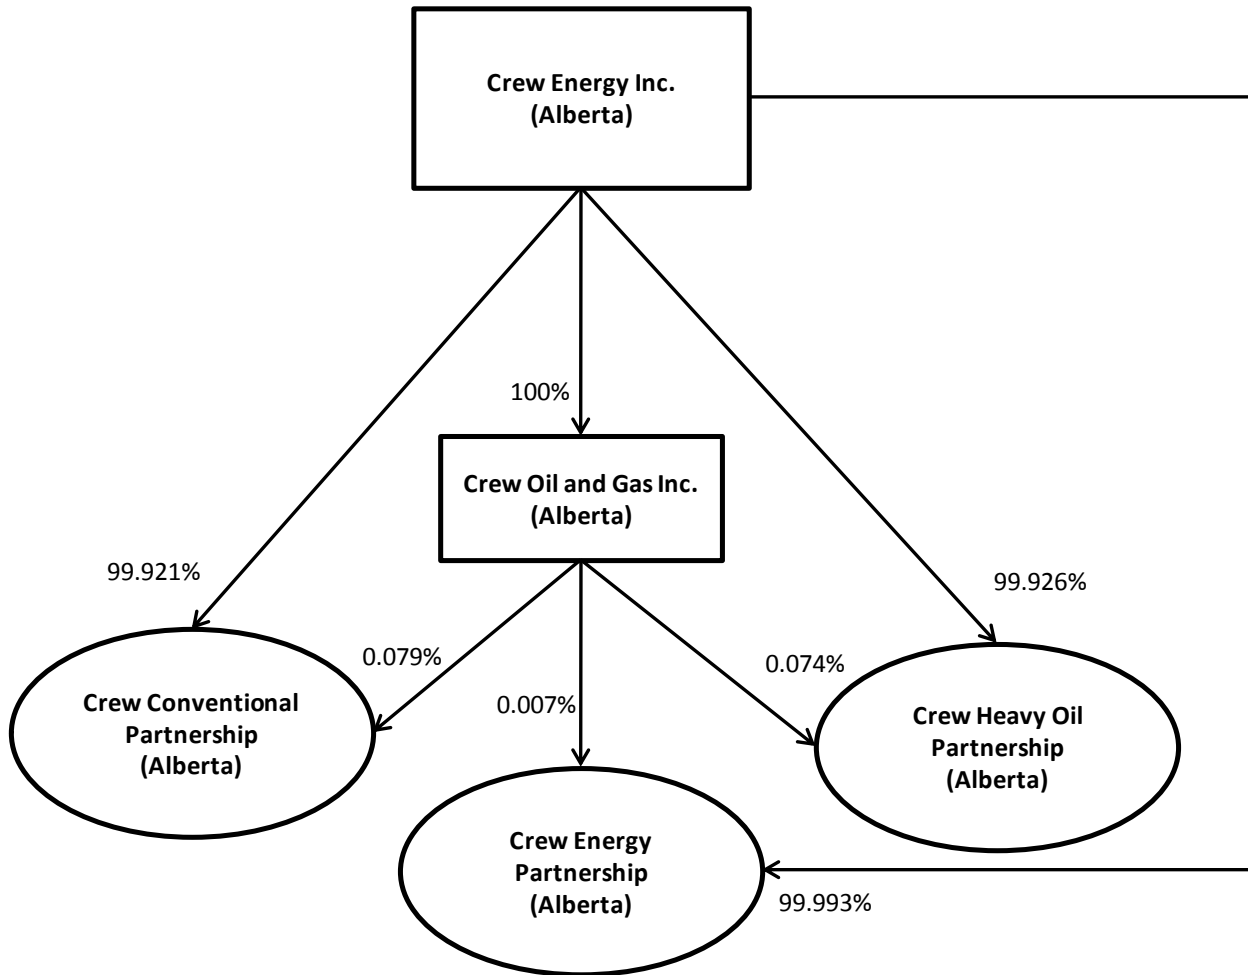 Crew Energy Inc.
(Alberta)
100%
Crew Oil and Gas Inc.
(Alberta)
99.921%
99.926%
0.079%
0.007%
0.074%
Crew Conventional
Partnership
(Alberta)
Crew Heavy Oil
Partnership
(Alberta)
Crew Energy
Partnership
(Alberta)
99.993%